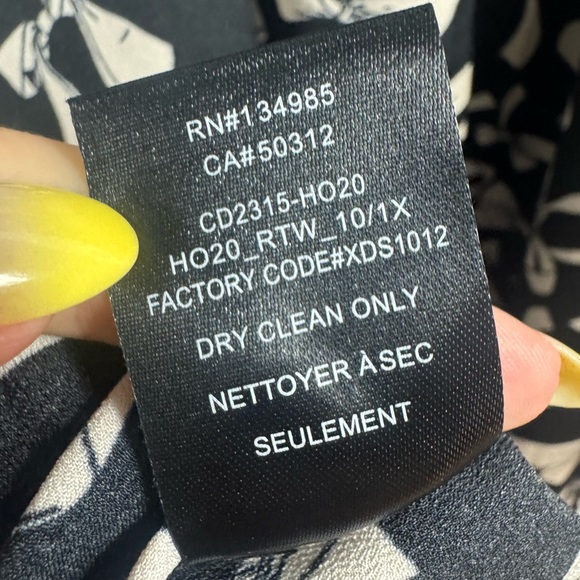 RN#134985
CA#50312
CD2315-HO20
HO20_RTW_10/1X
FACTORY CODE#XDS1012
DRY CLEAN ONLY
NETTOYER À SEC
SEULEMENT